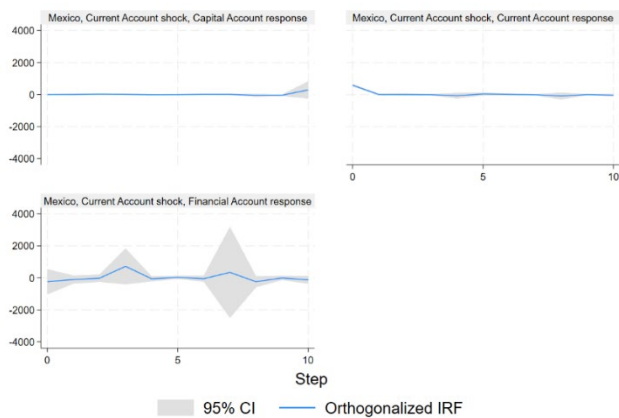 Mexico, Current Account shock, Capital Account response
Mexico, Current Account shock, Current Account response
4000
2000
0
-2000
-4000
0
5
10
Mexico, Current Account shock, Financial Account response
4000
2000
0
-2000
-4000
0
5
10
Step
95% CI
Orthogonalized IRF